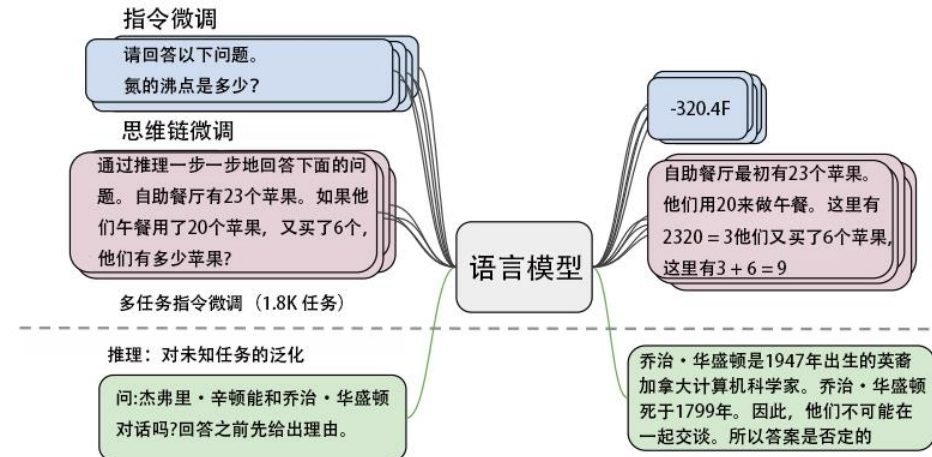 指令微调
请回答以下问题。
氮的沸点是多少？
-320.4F
思维链微调
通过推理一步一步地回答下面的问
题。自助餐厅有23个苹果。如果他
们午餐用了20个苹果，又买了6个，
他们有多少苹果？
语言模型
自助餐厅最初有23个苹果。
他们用20来做午餐。这里有
2320 = 3他们又买了6个苹果，
这里有3 + 6 = 9
多任务指令微调（1.8K 任务）
推理：对未知任务的泛化
问:杰弗里・辛顿能和乔治・华盛顿
对话吗?回答之前先给出理由。
乔治・华盛顿是1947年出生的英裔
加拿大计算机科学家。乔治・华盛顿
死于1799年。因此，他们不可能在
一起交谈。所以答案是否定的